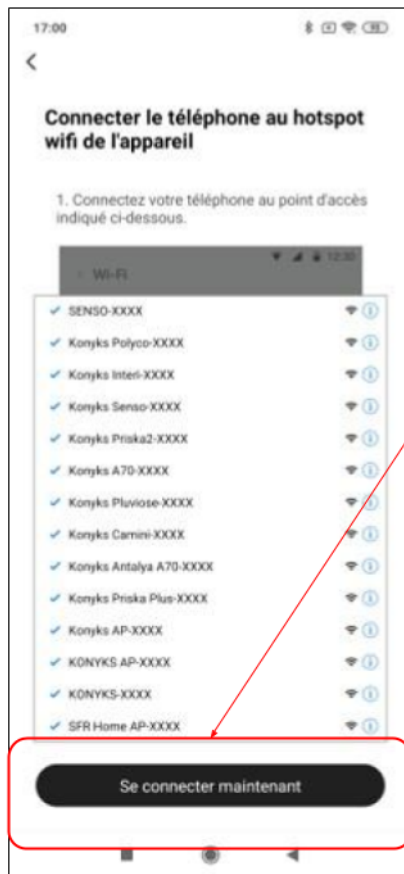 17:00
Connecter le téléphone au hotspot
wifi de l'appareil
1. Connectez votre téléphone au point d'accès
indiqué ci-dessous.
12:30
Wi-Fi
SENSO-XXXX
Konyks Polyco-XXXX
Konyks Interi-XXXX
Konyks Senso-XXXX
Konyks Priska2-XXXX
Konyks A70-XXXX
Konyks Pluviose-XXXX
Konyks Camini-XXXX
Konyks Antalya A70-XXXX
Konyks Priska Plus-XXXX
Konyks AP-XXXX
KONYKS AP-XXXX
KONYKS-XXXX
SFR Home AP-XXXX
Se connecter maintenant